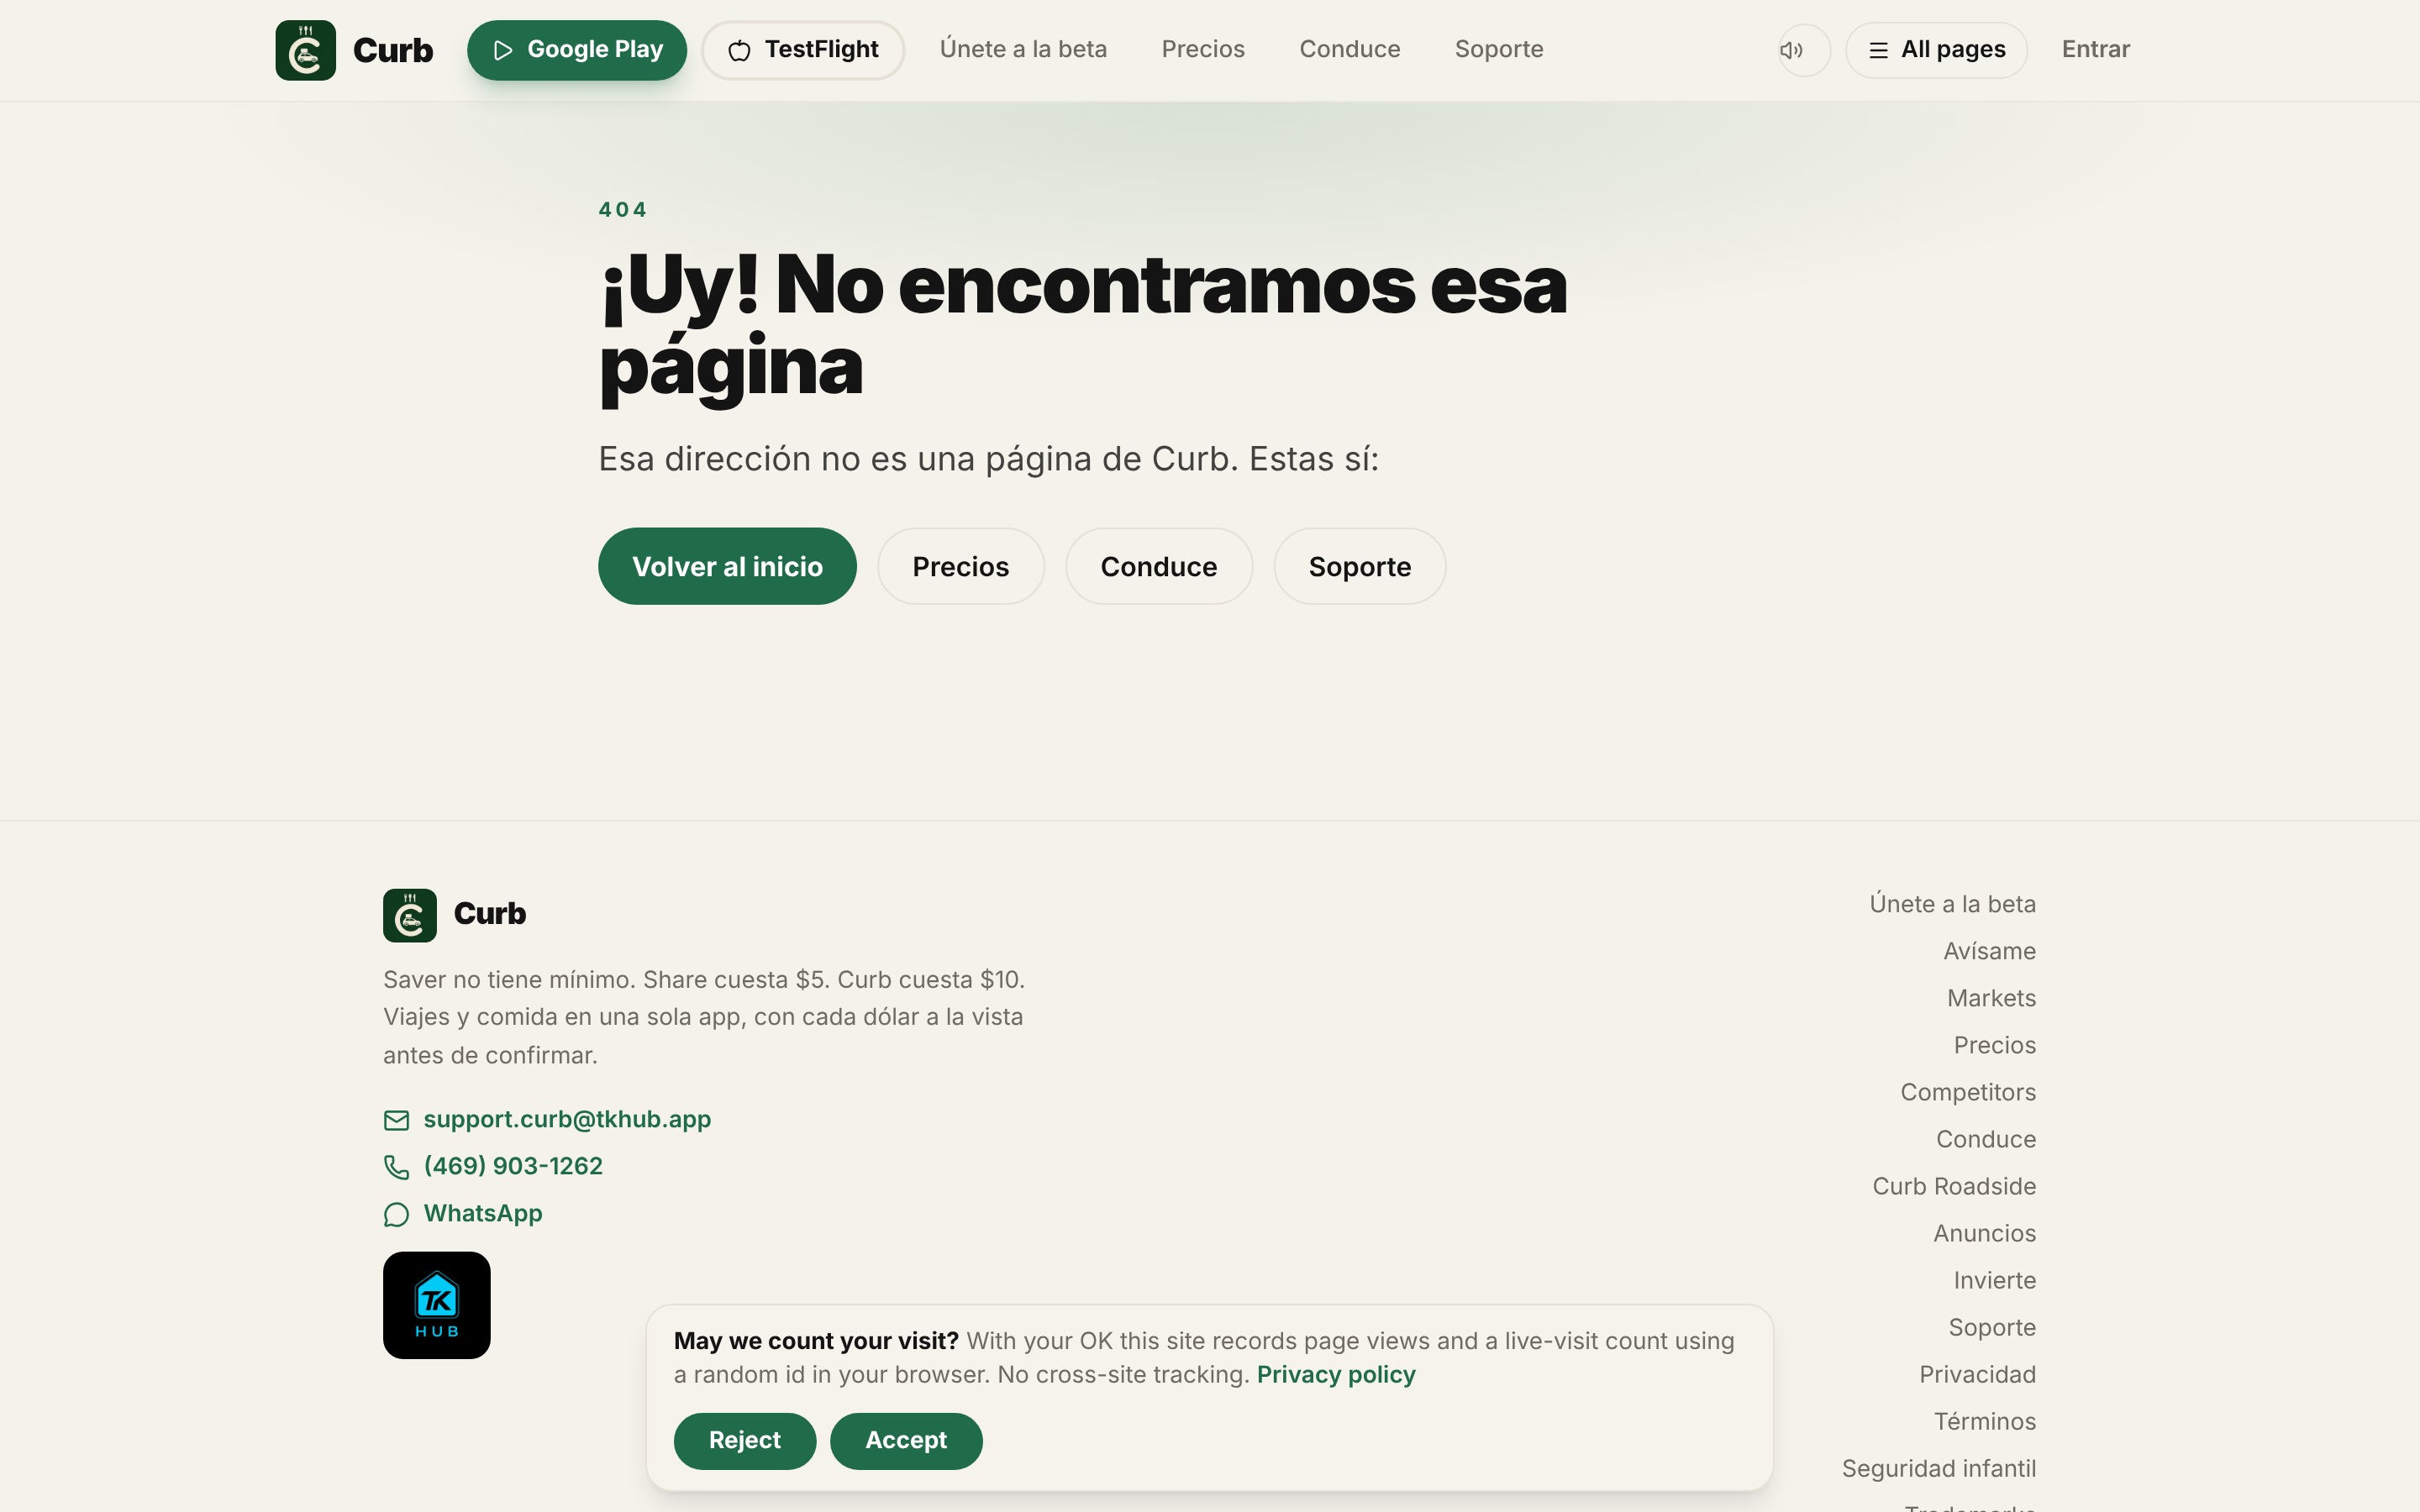 Curb
Google Play
TestFlight
Únete a la beta
Precios
Conduce
Soporte
All pages
Entrar
404
¡Uy! No encontramos esa
página
Esa dirección no es una página de Curb. Estas sí:
Volver al inicio
Precios
Conduce
Soporte
Curb
Saver no tiene mínimo. Share cuesta $5. Curb cuesta $10.
Viajes y comida en una sola app, con cada dólar a la vista
antes de confirmar.
support.curb@tkhub.app
(469) 903-1262
WhatsApp
TK
HUB
Únete a la beta
Avísame
Markets
Precios
Competitors
Conduce
Curb Roadside
Anuncios
Invierte
Soporte
Privacidad
Términos
Seguridad infantil
May we count your visit? With your OK this site records page views and a live-visit count using
a random id in your browser. No cross-site tracking. Privacy policy
Reject
Accept